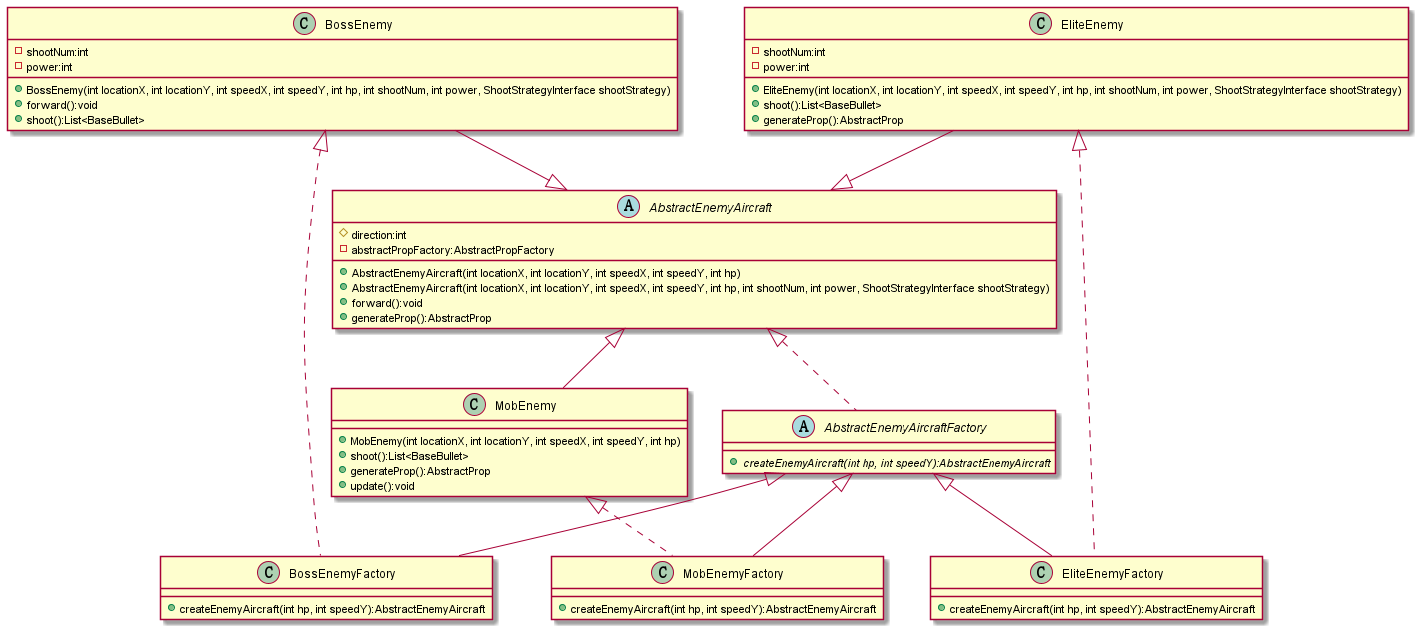 C BossEnemy
shootNum:int
power:int
BossEnemy(int locationX, int locationY, int speedX, int speedY, int hp, int shootNum, int power, ShootStrategyInterface shootStrategy)
forward():void
shoot():List<BaseBullet>
C EliteEnemy
shootNum:int
power:int
EliteEnemy(int locationX, int locationY, int speedX, int speedY, int hp, int shootNum, int power, ShootStrategyInterface shootStrategy)
shoot():List<BaseBullet>
generateProp():AbstractProp
A AbstractEnemyAircraft
direction:int
abstractPropFactory:AbstractPropFactory
AbstractEnemyAircraft(int locationX, int locationY, int speedX, int speedY, int hp)
AbstractEnemyAircraft(int locationX, int locationY, int speedX, int speedY, int hp, int shootNum, int power, ShootStrategyInterface shootStrategy)
forward():void
generateProp():AbstractProp
C MobEnemy
MobEnemy(int locationX, int locationY, int speedX, int speedY, int hp)
shoot():List<BaseBullet>
generateProp():AbstractProp
update():void
A AbstractEnemyAircraftFactory
createEnemyAircraft(int hp, int speedY):AbstractEnemyAircraft
C BossEnemyFactory
createEnemyAircraft(int hp, int speedY):AbstractEnemyAircraft
C MobEnemyFactory
createEnemyAircraft(int hp, int speedY):AbstractEnemyAircraft
C EliteEnemyFactory
createEnemyAircraft(int hp, int speedY):AbstractEnemyAircraft